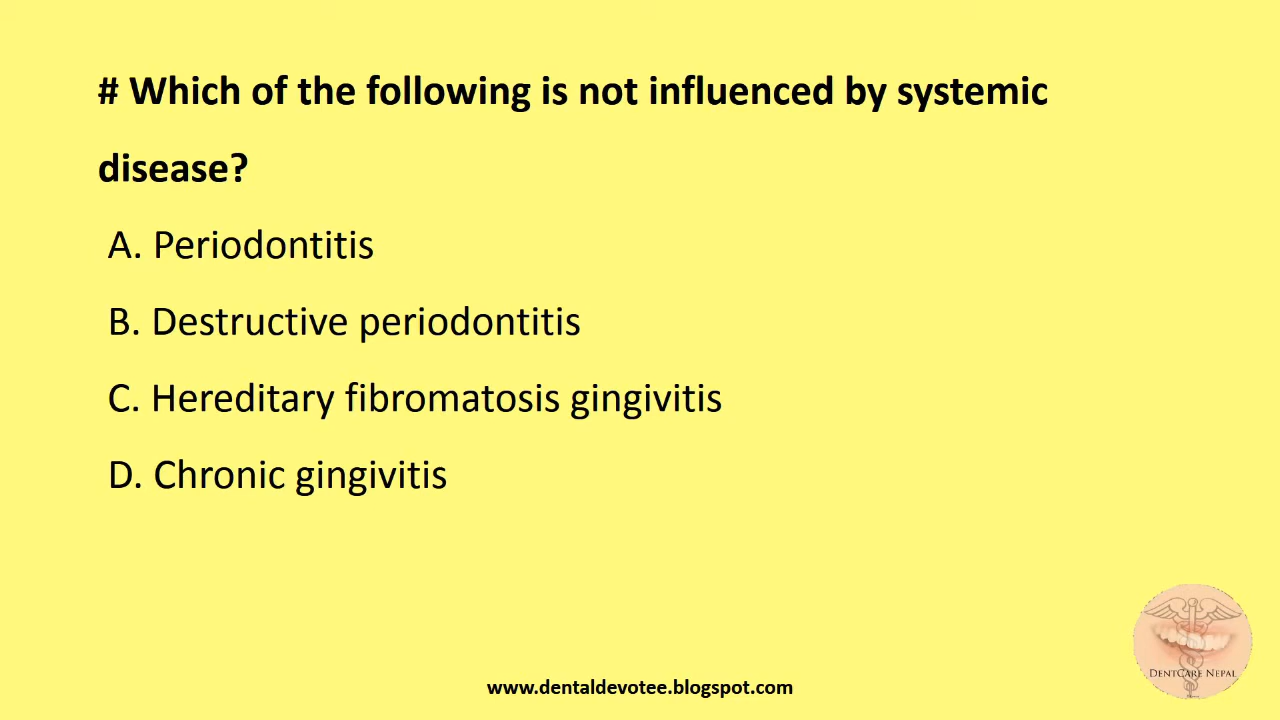 # Which of the following is not influenced by systemic
disease?
A. Periodontitis
B. Destructive periodontitis
C. Hereditary fibromatosis gingivitis
D. Chronic gingivitis
DENTCARE NEPAL
www.dentaldevotee.blogspot.com